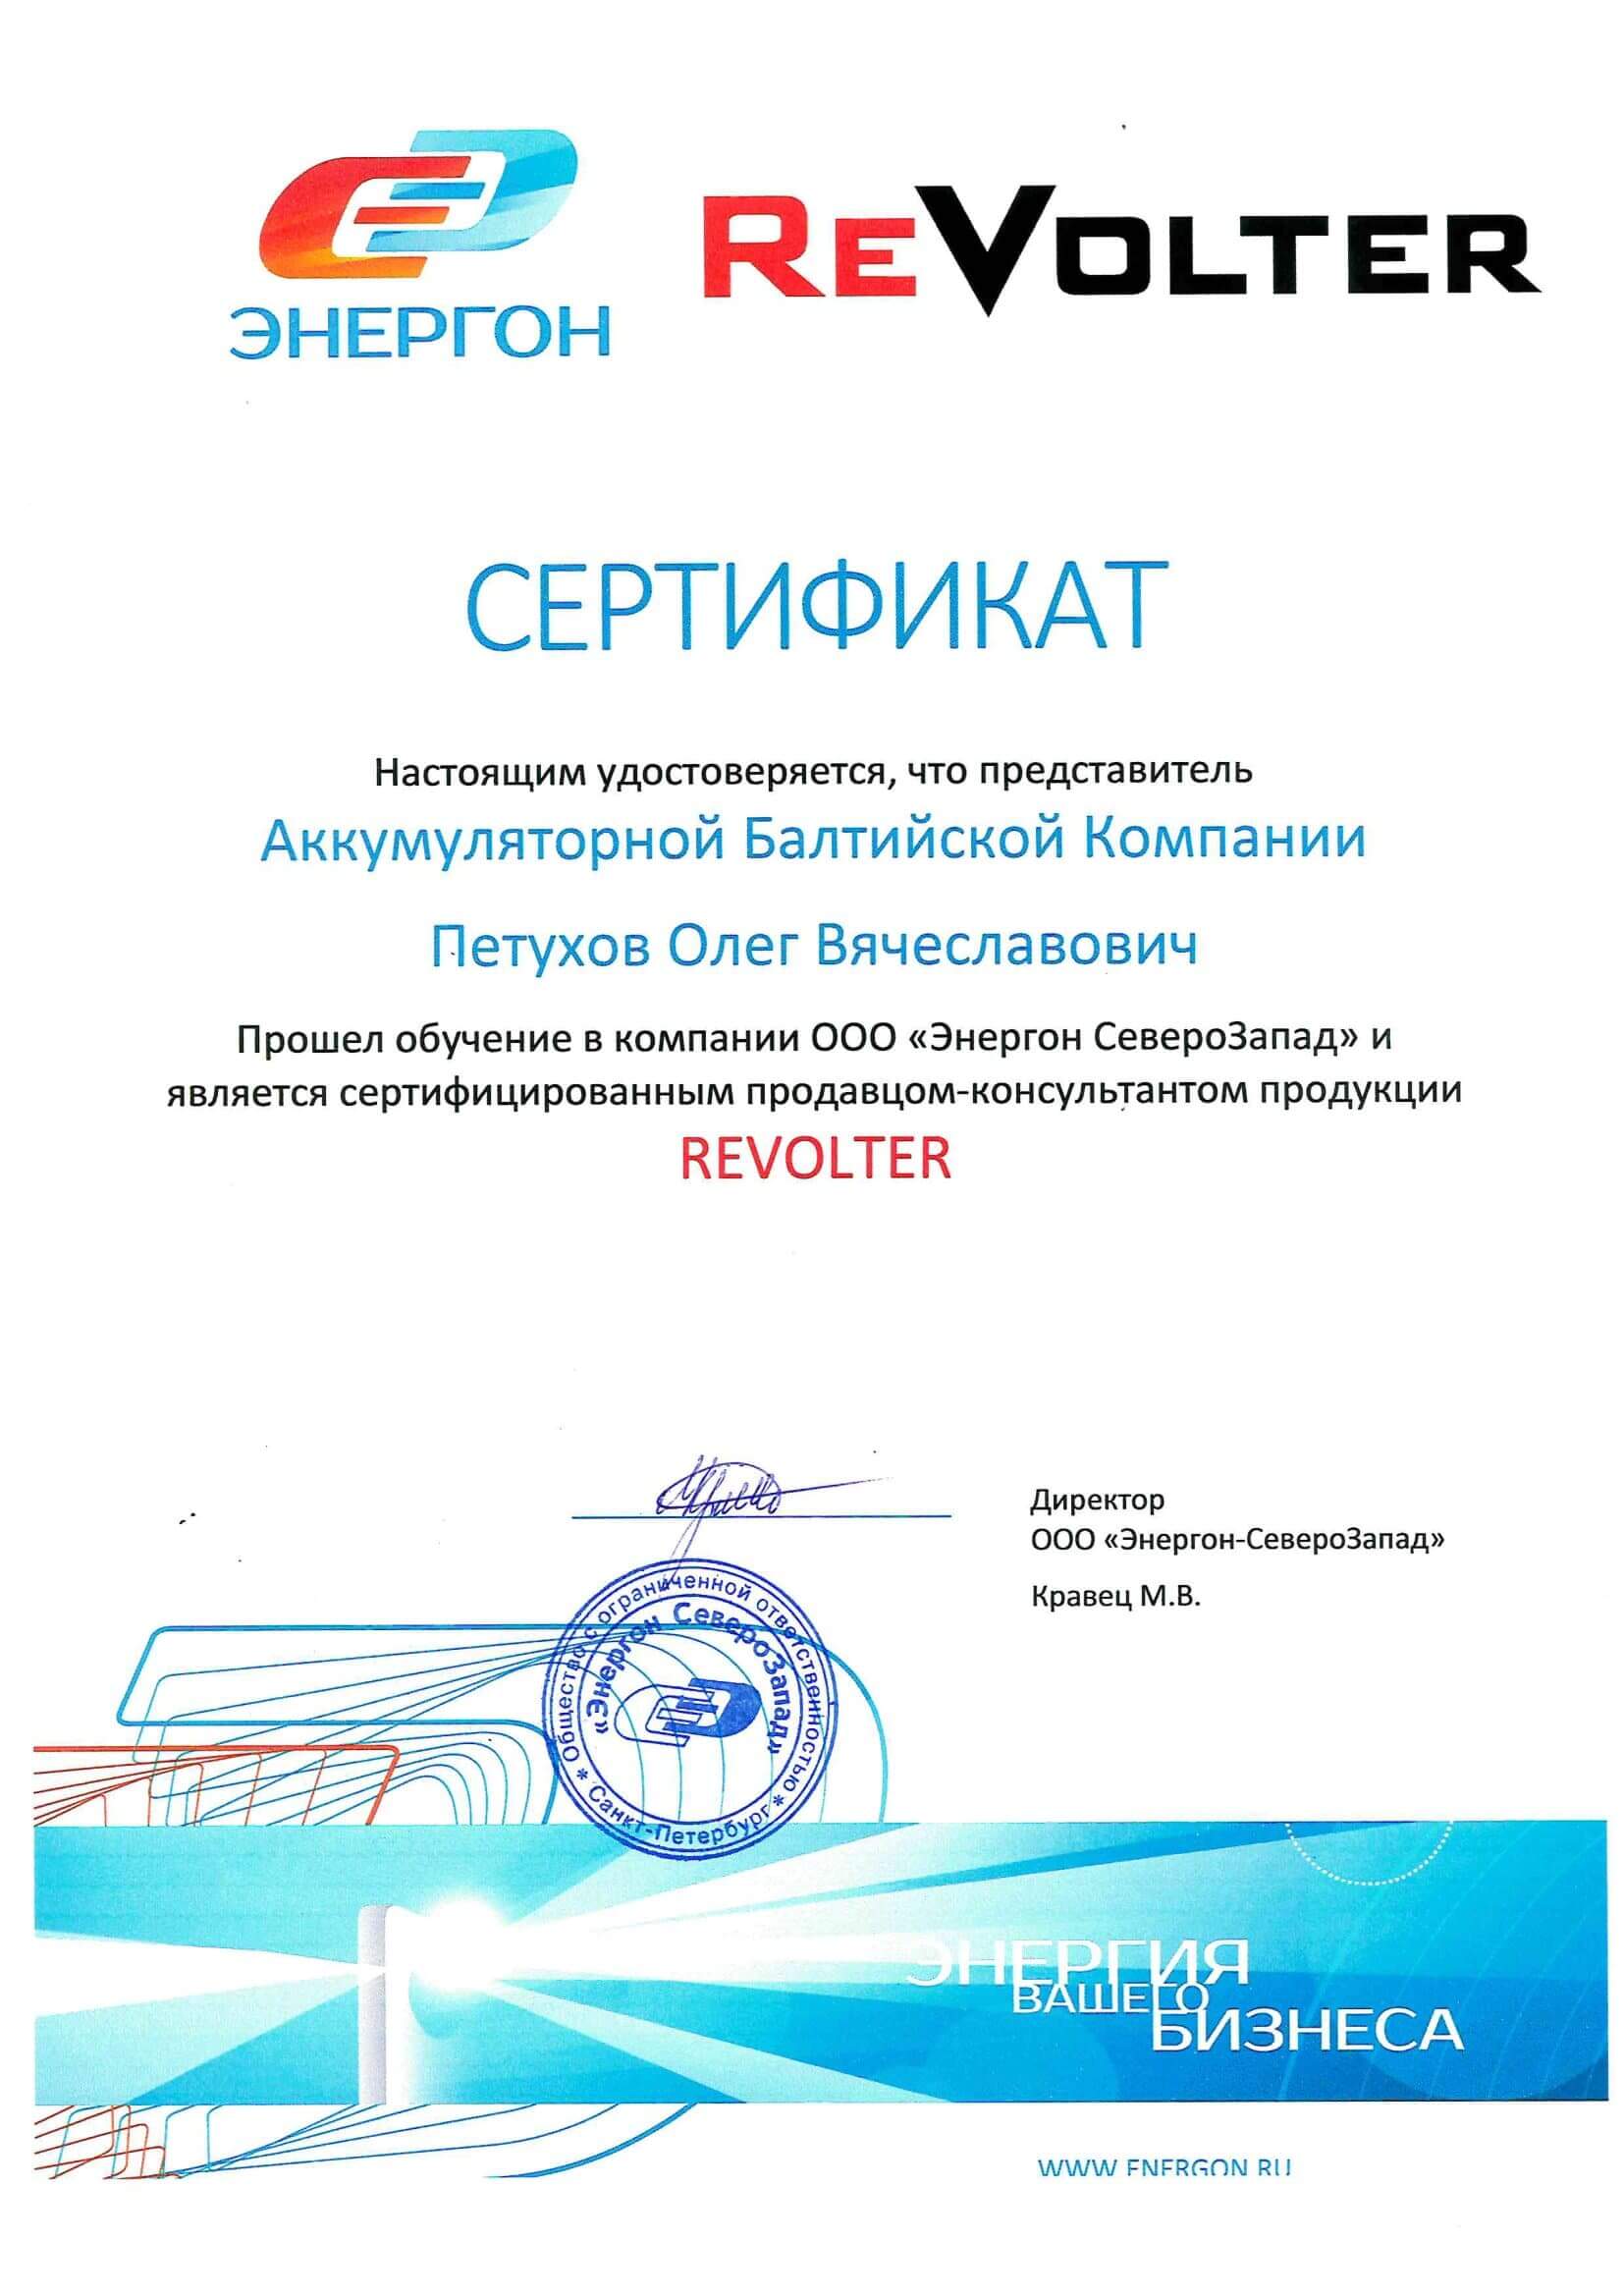 ЭНЕРГОН
REVOLTER
СЕРТИФИКАТ
Настоящим удостоверяется, что представитель
Аккумуляторной Балтийской Компании
Петухов Олег Вячеславович
Прошел обучение в компании ООО «Энергон СевероЗапад» и
является сертифицированным продавцом-консультантом продукции
REVOLTER
Директор
ООО «Энергон-СевероЗапад»
Кравец М.В.
Общество с ограниченной ответственностью
«Энергон СевероЗапад»
* Санкт-Петербург *
ЭНЕРГИЯ
ВАШЕГО
БИЗНЕСА
WWW.ENERGON.RU